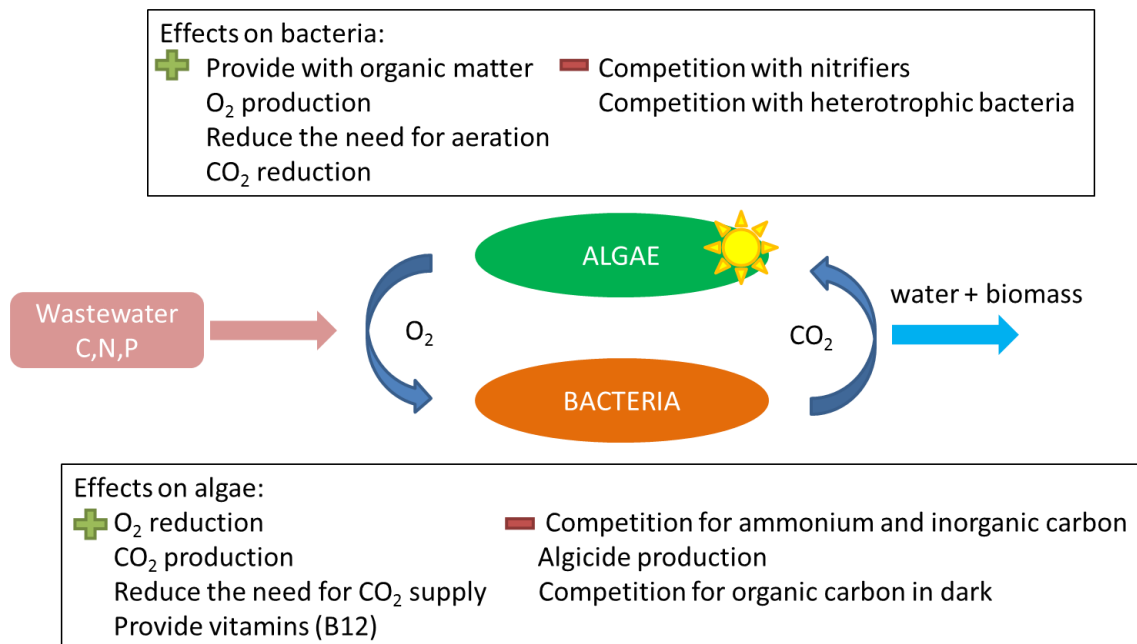 Effects on bacteria:
Provide with organic matter
Competition with nitrifiers
O₂ production
Competition with heterotrophic bacteria
Reduce the need for aeration
CO₂ reduction
ALGAE
Wastewater
C,N,P
O₂
CO₂
water + biomass
BACTERIA
Effects on algae:
O₂ reduction
Competition for ammonium and inorganic carbon
CO₂ production
Algicide production
Reduce the need for CO₂ supply
Competition for organic carbon in dark
Provide vitamins (B12)